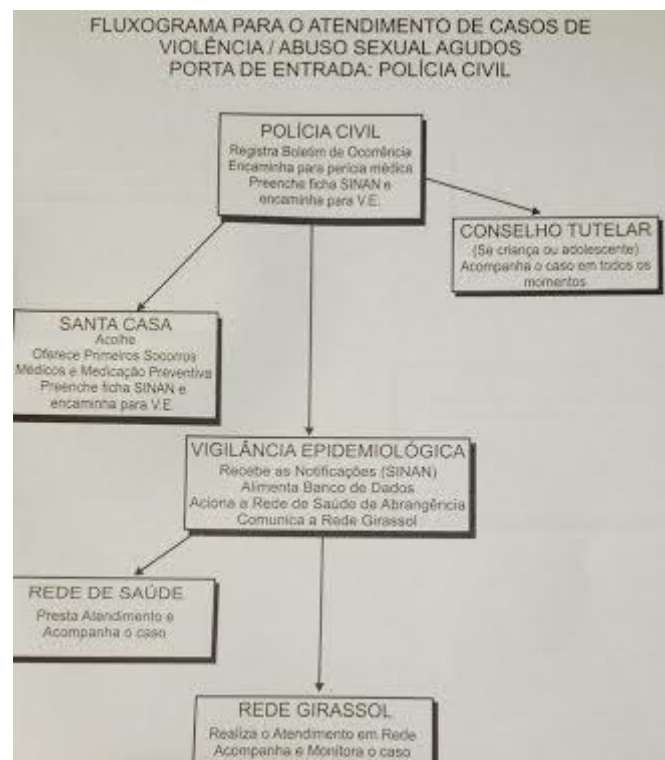 FLUXOGRAMA PARA O ATENDIMENTO DE CASOS DE
VIOLÊNCIA / ABUSO SEXUAL AGUDOS
PORTA DE ENTRADA: POLÍCIA CIVIL
POLÍCIA CIVIL
Registra Boletim de Ocorrência
Encaminha para perícia médica
Preenche ficha SINAN e
encaminha para V.E.
CONSELHO TUTELAR
(Se criança ou adolescente)
Acompanha o caso em todos os
momentos
SANTA CASA
Acolhe
Oferece Primeiros Socorros
Médicos e Medicação Preventiva
Preenche ficha SINAN e
encaminha para V.E.
VIGILÂNCIA EPIDEMIOLÓGICA
Recebe as Notificações (SINAN)
Alimenta Banco de Dados
Aciona a Rede de Saúde de Abrangência
Comunica a Rede Girassol
REDE DE SAÚDE
Presta Atendimento e
Acompanha o caso
REDE GIRASSOL
Realiza o Atendimento em Rede
Acompanha e Monitora o caso